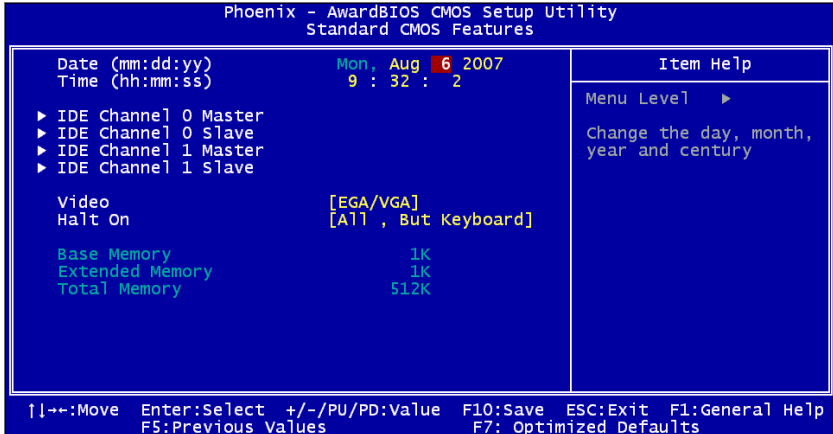 Phoenix - AwardBIOS CMOS Setup Utility
Standard CMOS Features
Date (mm:dd:yy) Mon, Aug 6 2007
Time (hh:mm:ss) 9 : 32 : 2
▶ IDE Channel 0 Master
▶ IDE Channel 0 Slave
▶ IDE Channel 1 Master
▶ IDE Channel 1 Slave
Video [EGA/VGA]
Halt On [All , But Keyboard]
Base Memory 1K
Extended Memory 1K
Total Memory 512K
Item Help
Menu Level ▶
Change the day, month,
year and century
↑↓→←:Move Enter:Select +/-/PU/PD:Value F10:Save ESC:Exit F1:General Help
F5:Previous Values F7: Optimized Defaults